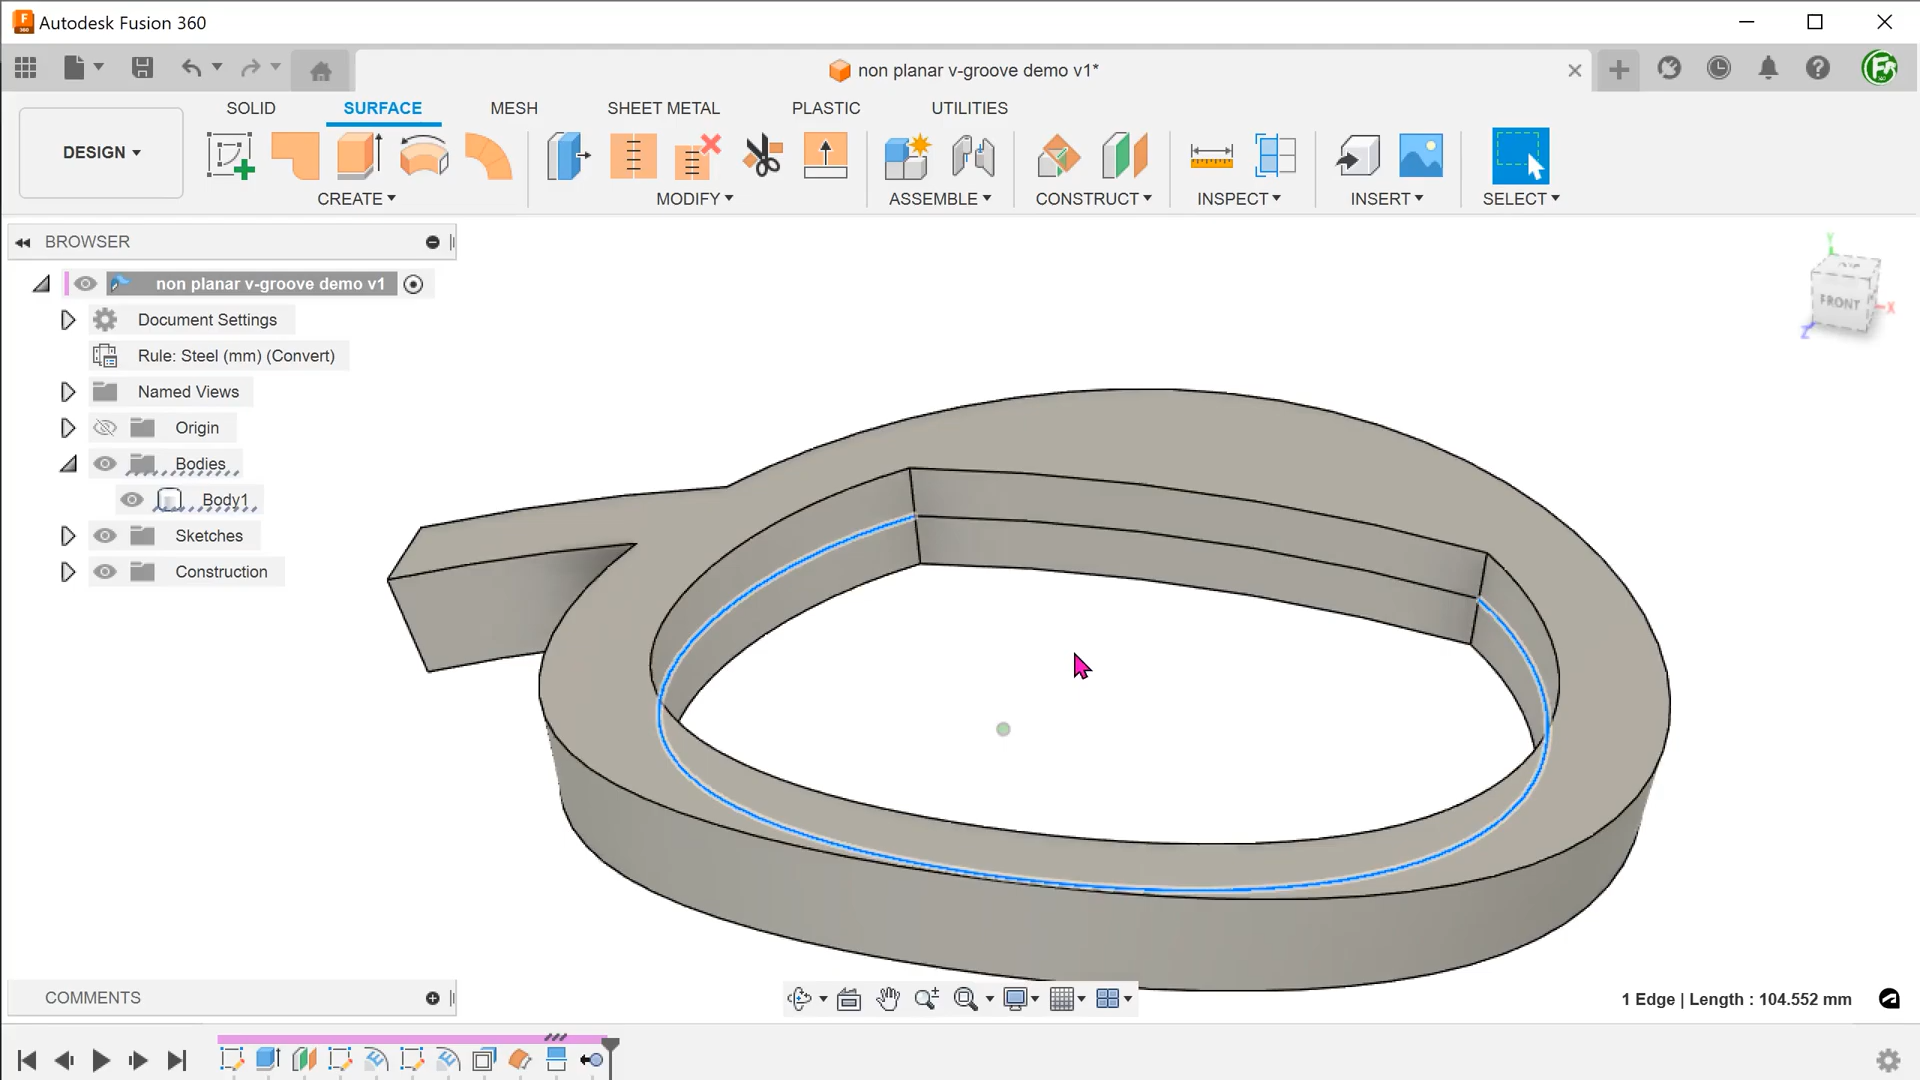 Autodesk Fusion 360
non planar v-groove demo v1*
SOLID SURFACE MESH SHEET METAL PLASTIC UTILITIES
DESIGN
CREATE MODIFY ASSEMBLE CONSTRUCT INSPECT INSERT SELECT
BROWSER
non planar v-groove demo v1
Document Settings
Rule: Steel (mm) (Convert)
Named Views
Origin
Bodies
Body1
Sketches
Construction
Y
FRONT
X
Z
COMMENTS
1 Edge | Length : 104.552 mm